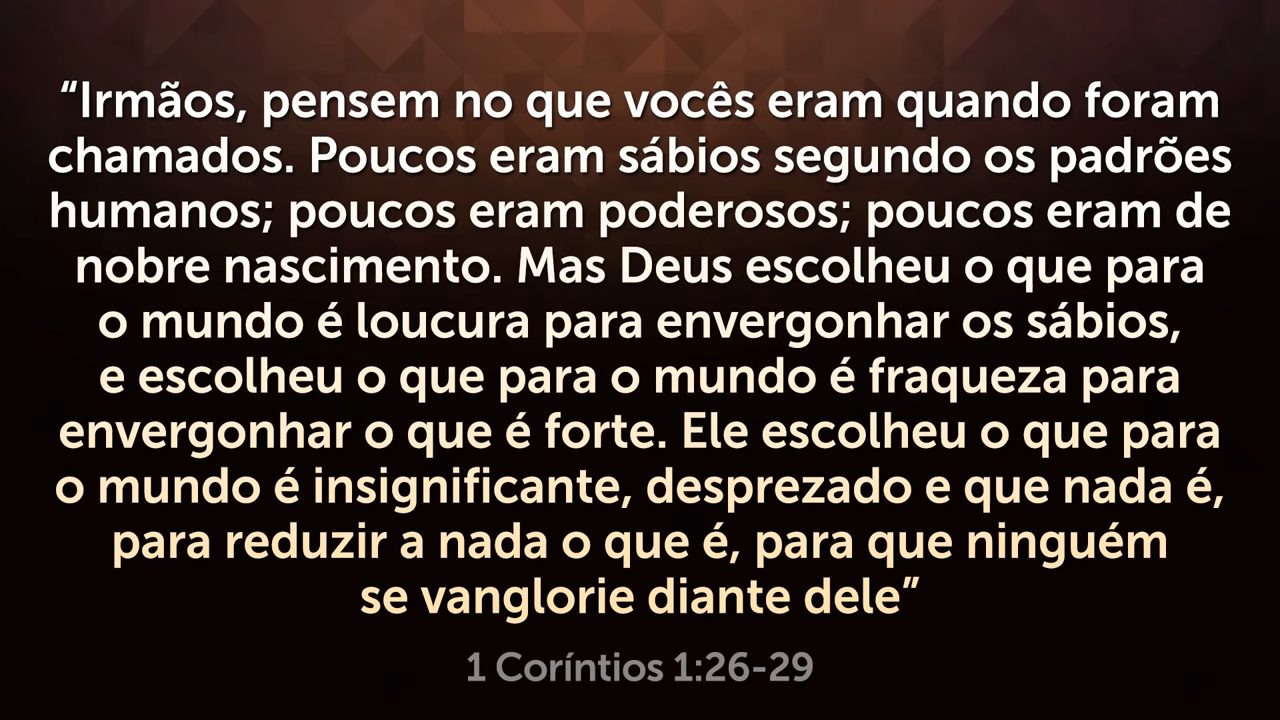 “Irmãos, pensem no que vocês eram quando foram
chamados. Poucos eram sábios segundo os padrões
humanos; poucos eram poderosos; poucos eram de
nobre nascimento. Mas Deus escolheu o que para
o mundo é loucura para envergonhar os sábios,
e escolheu o que para o mundo é fraqueza para
envergonhar o que é forte. Ele escolheu o que para
o mundo é insignificante, desprezado e que nada é,
para reduzir a nada o que é, para que ninguém
se vanglorie diante dele”
1 Coríntios 1:26-29